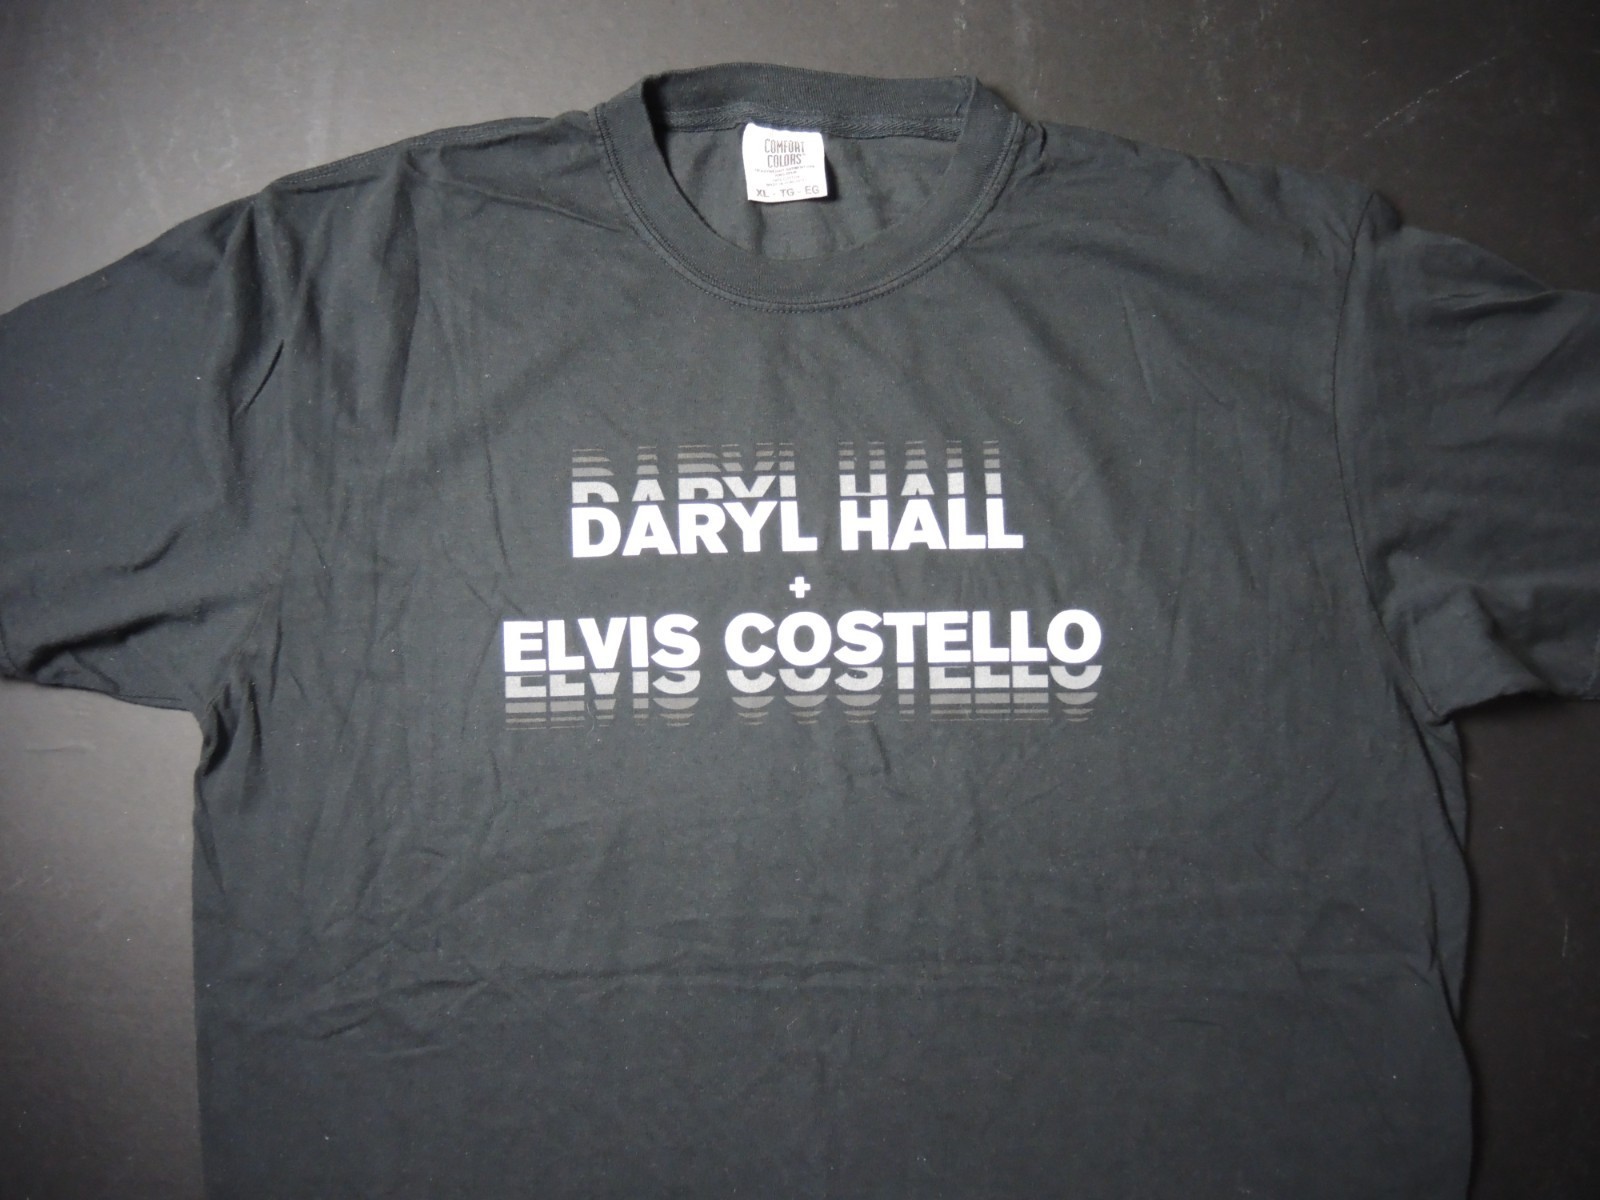 COMFORT
COLORS
XL - TG - EG
DARYL HALL
DARYL HALL
+
ELVIS COSTELLO
ELVIS COSTELLO